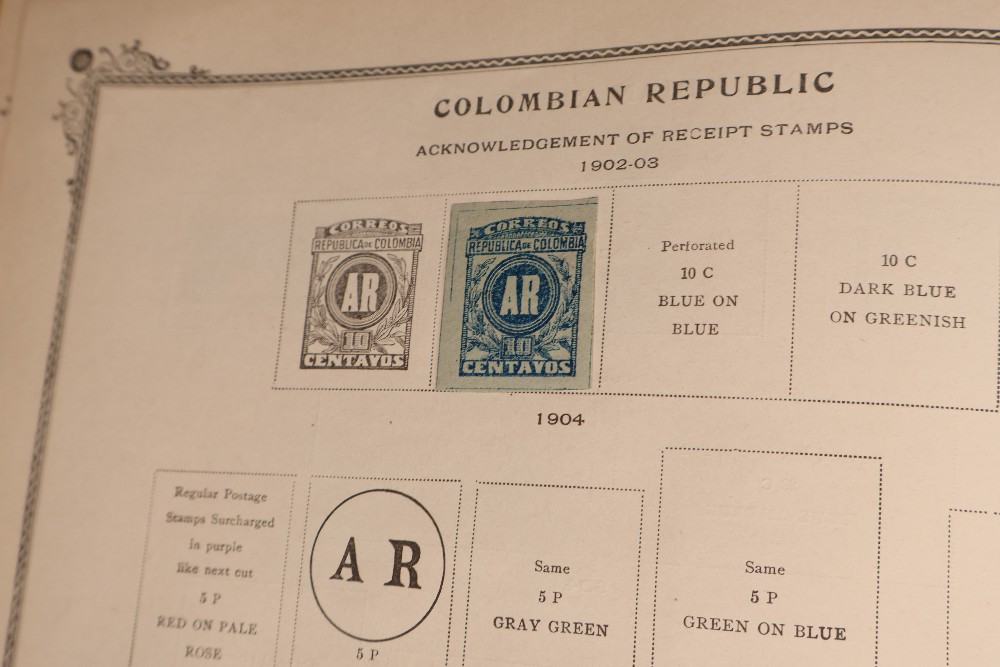 COLOMBIAN REPUBLIC
ACKNOWLEDGEMENT OF RECEIPT STAMPS
1902-03
CORREOS
REPUBLICA DE COLOMBIA
AR
10
CENTAVOS
CORREOS
REPUBLICA DE COLOMBIA
AR
10
CENTAVOS
Perforated
10 C
BLUE ON
BLUE
10 C
DARK BLUE
ON GREENISH
1904
Regular Postage
Stamps Surcharged
in purple
like next cut
5 P
RED ON PALE
ROSE
A R
5 P
Same
5 P
GRAY GREEN
Same
5 P
GREEN ON BLUE